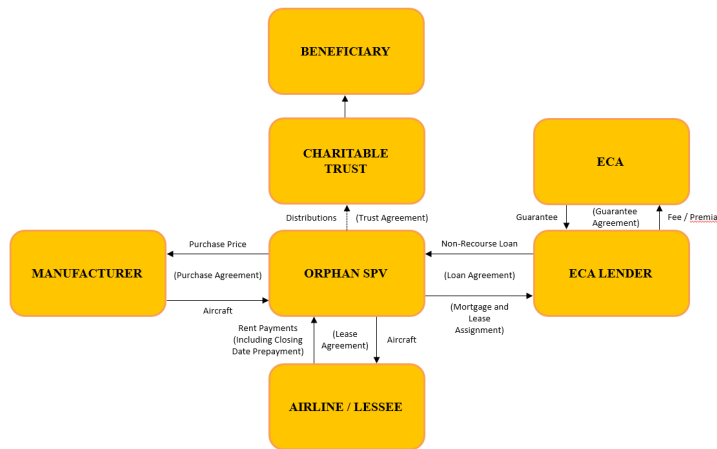 BENEFICIARY
CHARITABLE
TRUST
ECA
Distributions
(Trust Agreement)
Guarantee
(Guarantee
Agreement)
Fee / Premia
Purchase Price
Non-Recourse Loan
MANUFACTURER
(Purchase Agreement)
ORPHAN SPV
(Loan Agreement)
ECA LENDER
Aircraft
(Mortgage and
Lease
Assignment)
Rent Payments
(Including Closing
Date Prepayment)
(Lease
Agreement)
Aircraft
AIRLINE / LESSEE